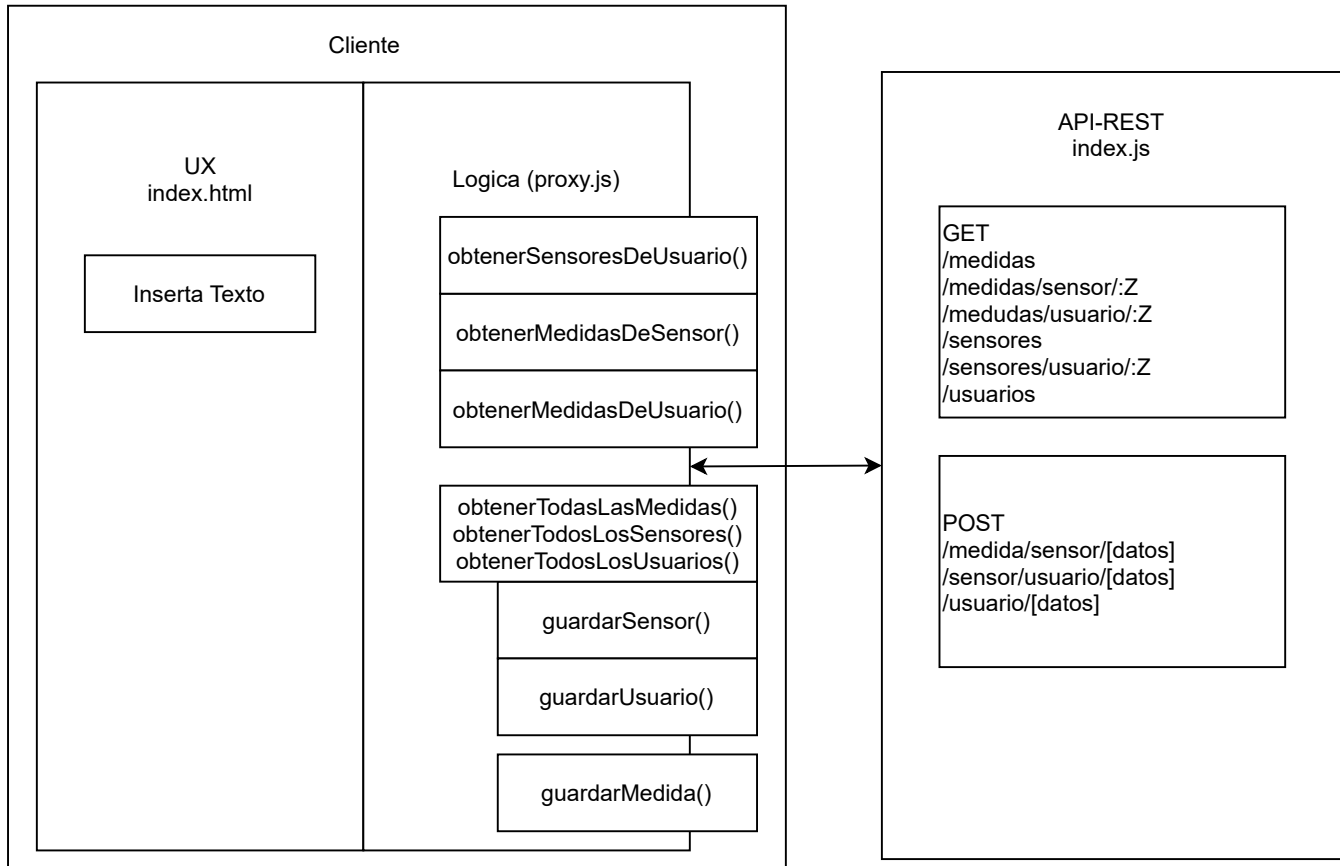 Cliente
UX
index.html
Inserta Texto
Logica (proxy.js)
obtenerSensoresDeUsuario()
obtenerMedidasDeSensor()
obtenerMedidasDeUsuario()
obtenerTodasLasMedidas()
obtenerTodosLosSensores()
obtenerTodosLosUsuarios()
guardarSensor()
guardarUsuario()
guardarMedida()
API-REST
index.js
GET
/medidas
/medidas/sensor/:Z
/medudas/usuario/:Z
/sensores
/sensores/usuario/:Z
/usuarios
POST
/medida/sensor/[datos]
/sensor/usuario/[datos]
/usuario/[datos]